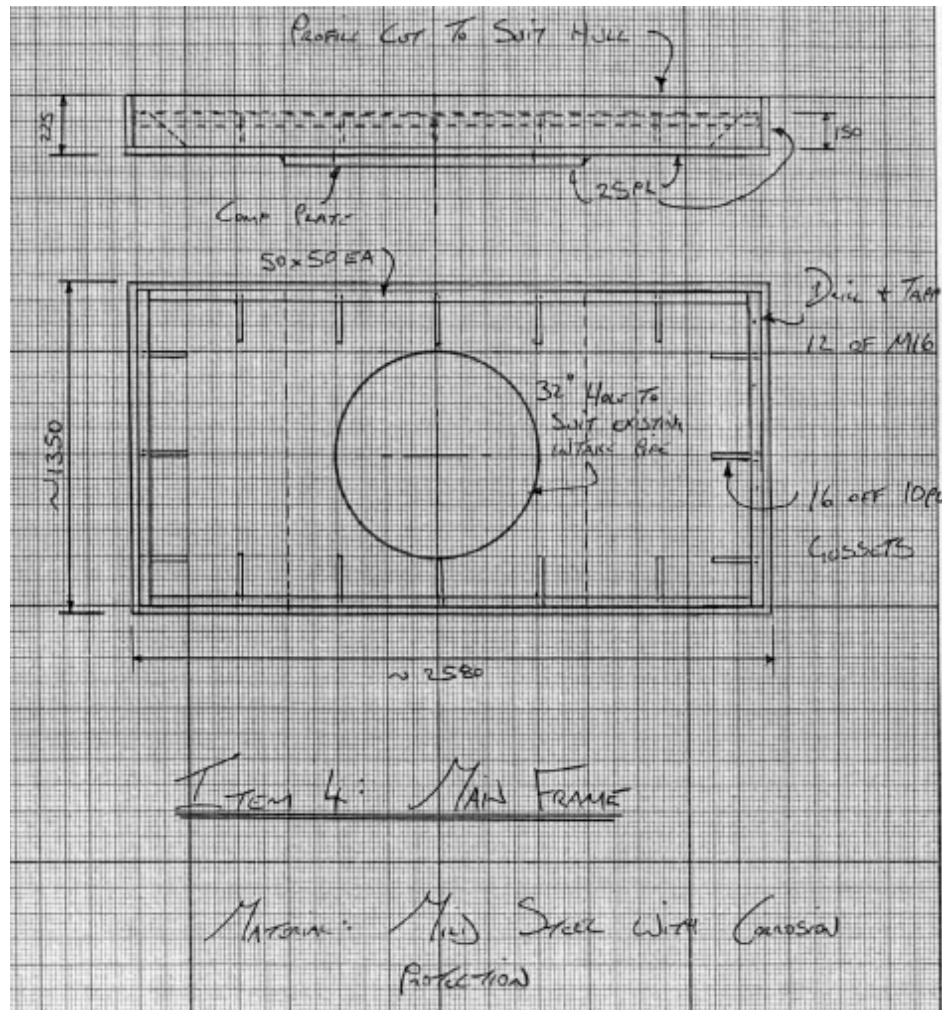 PROFILE CUT TO SUIT HULL
225
150
25PL
COMP PLATE
50x50 EA
DRILL + TAPP
12 OF M16
32" HOLE TO
SUIT EXISTING
INTAKE PIPE
~1350
16 OFF 10PL
GUSSETS
~ 2580
ITEM 4: MAIN FRAME
MATERIAL: MILD STEEL WITH CORROSION
PROTECTION